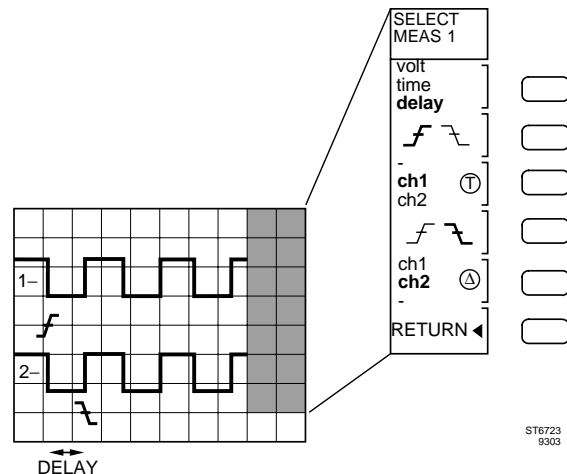 SELECT
MEAS 1
volt
time
delay
-
ch1 T
ch2
ch1
ch2 Δ
-
RETURN ◀
1–
2–
DELAY
ST6723
9303